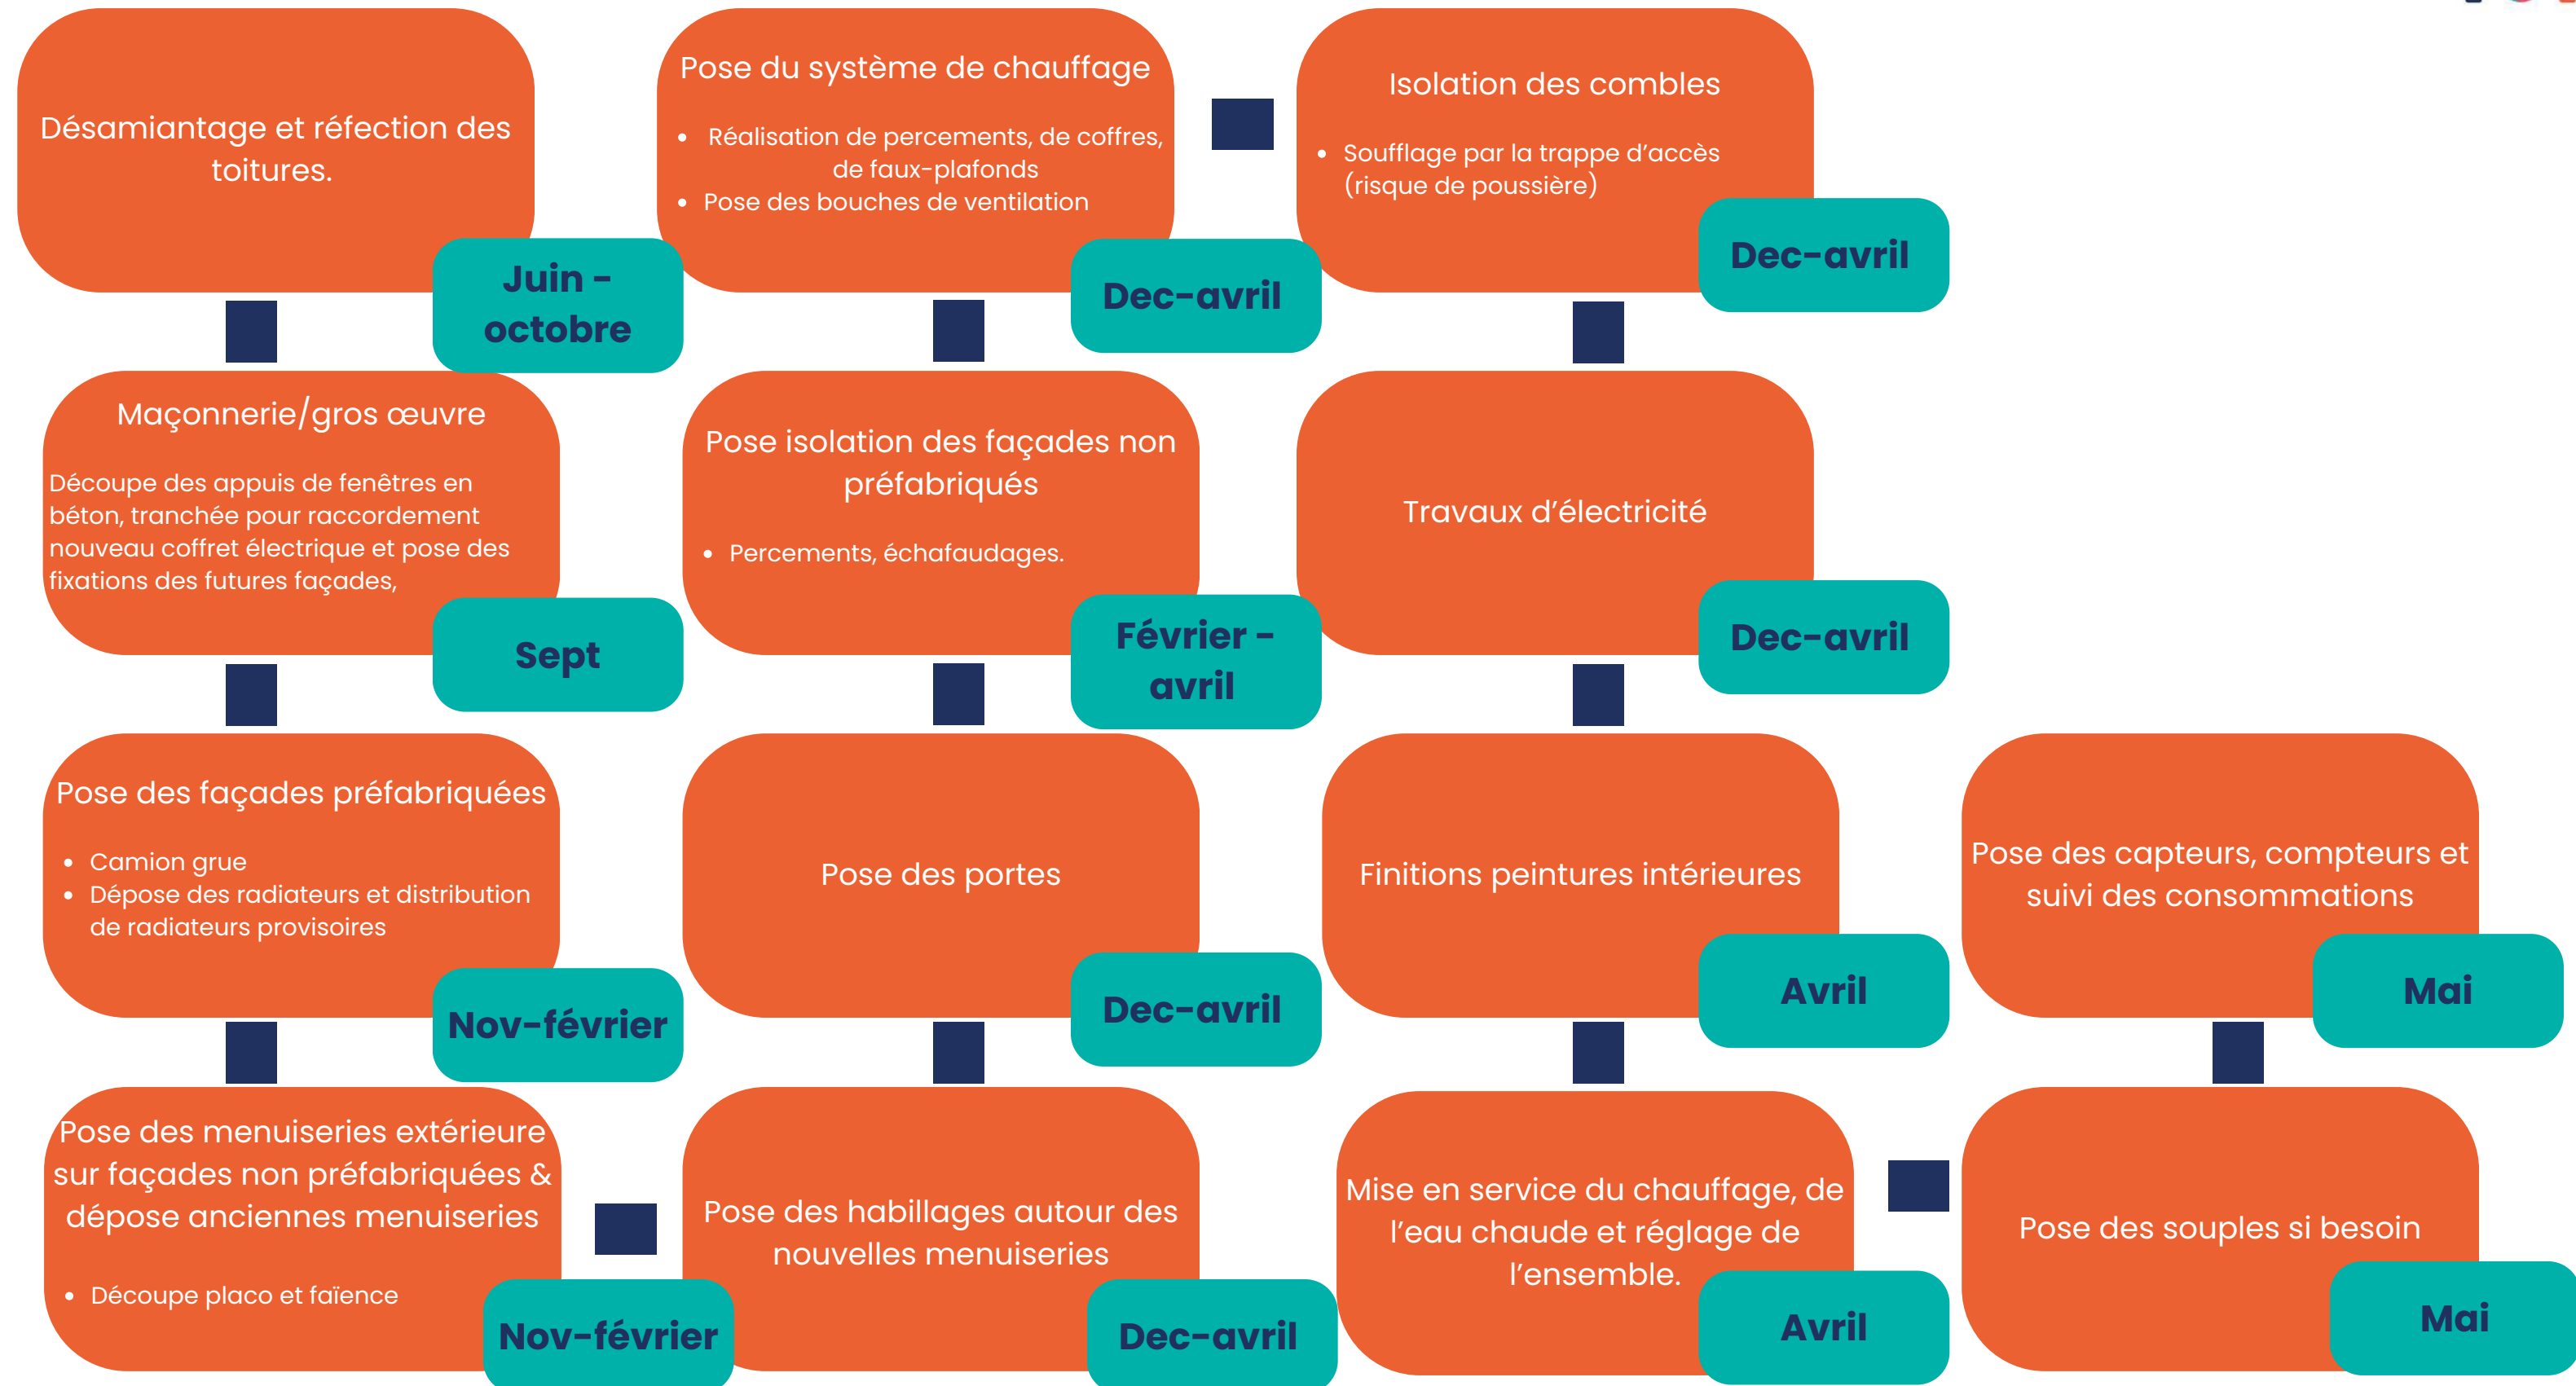 Désamiantage et réfection des
toitures.
Juin -
octobre
Maçonnerie/gros œuvre
Découpe des appuis de fenêtres en
béton, tranchée pour raccordement
nouveau coffret électrique et pose des
fixations des futures façades,
Sept
Pose des façades préfabriquées
• Camion grue
• Dépose des radiateurs et distribution
de radiateurs provisoires
Nov-février
Pose des menuiseries extérieure
sur façades non préfabriquées &
dépose anciennes menuiseries
• Découpe placo et faïence
Nov-février
Pose des habillages autour des
nouvelles menuiseries
Dec-avril
Pose des portes
Dec-avril
Pose isolation des façades non
préfabriqués
• Percements, échafaudages.
Février -
avril
Pose du système de chauffage
• Réalisation de percements, de coffres,
de faux-plafonds
• Pose des bouches de ventilation
Dec-avril
Isolation des combles
• Soufflage par la trappe d’accès
(risque de poussière)
Dec-avril
Travaux d’électricité
Dec-avril
Finitions peintures intérieures
Avril
Mise en service du chauffage, de
l’eau chaude et réglage de
l’ensemble.
Avril
Pose des souples si besoin
Mai
Pose des capteurs, compteurs et
suivi des consommations
Mai